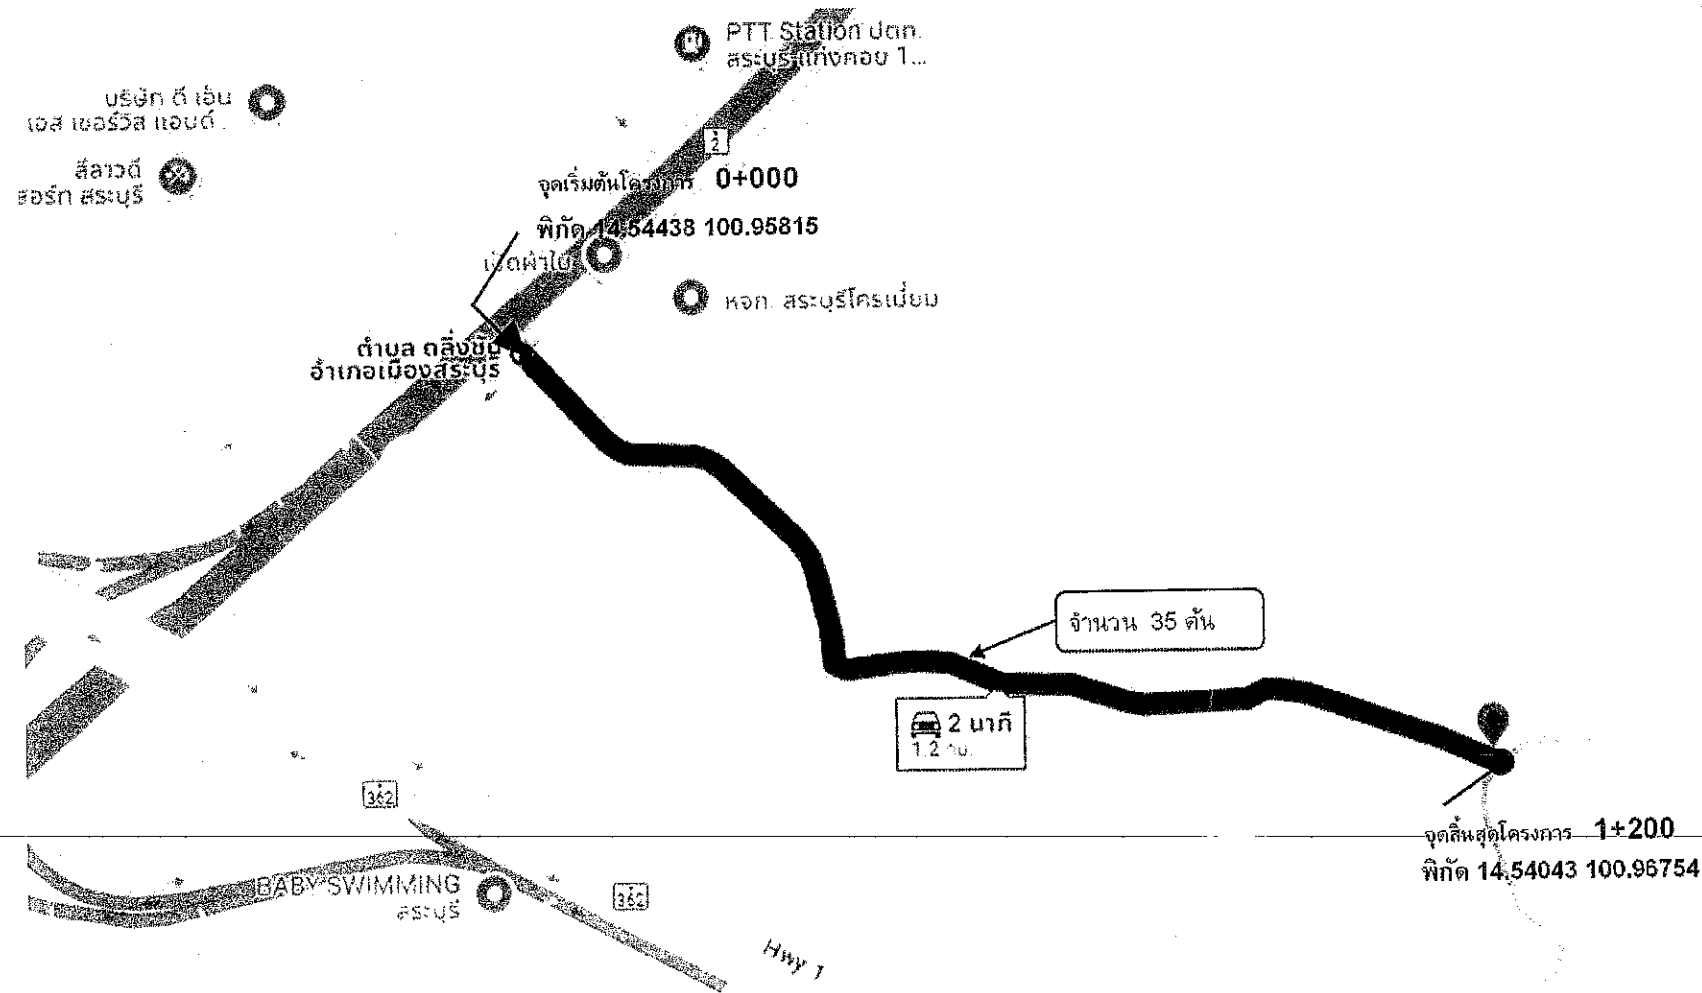 PTT Station ปตท.
สระบุรี แก่งคอย 1...
บริษัท ดี เอ็น
เอส เซอร์วิส แอนด์...
สีลาวดี
รีสอร์ท สระบุรี
2
จุดเริ่มต้นโครงการ 0+000
พิกัด 14.54438 100.95815
หจก. สระบุรีโครเมี่ยม
ตำบล ตลิ่งชัน
อำเภอเมืองสระบุรี
จำนวน 35 ต้น
2 นาที
1.2 กม.
362
จุดสิ้นสุดโครงการ 1+200
พิกัด 14.54043 100.96754
BABY SWIMMING
สระบุรี
362
Hwy 1